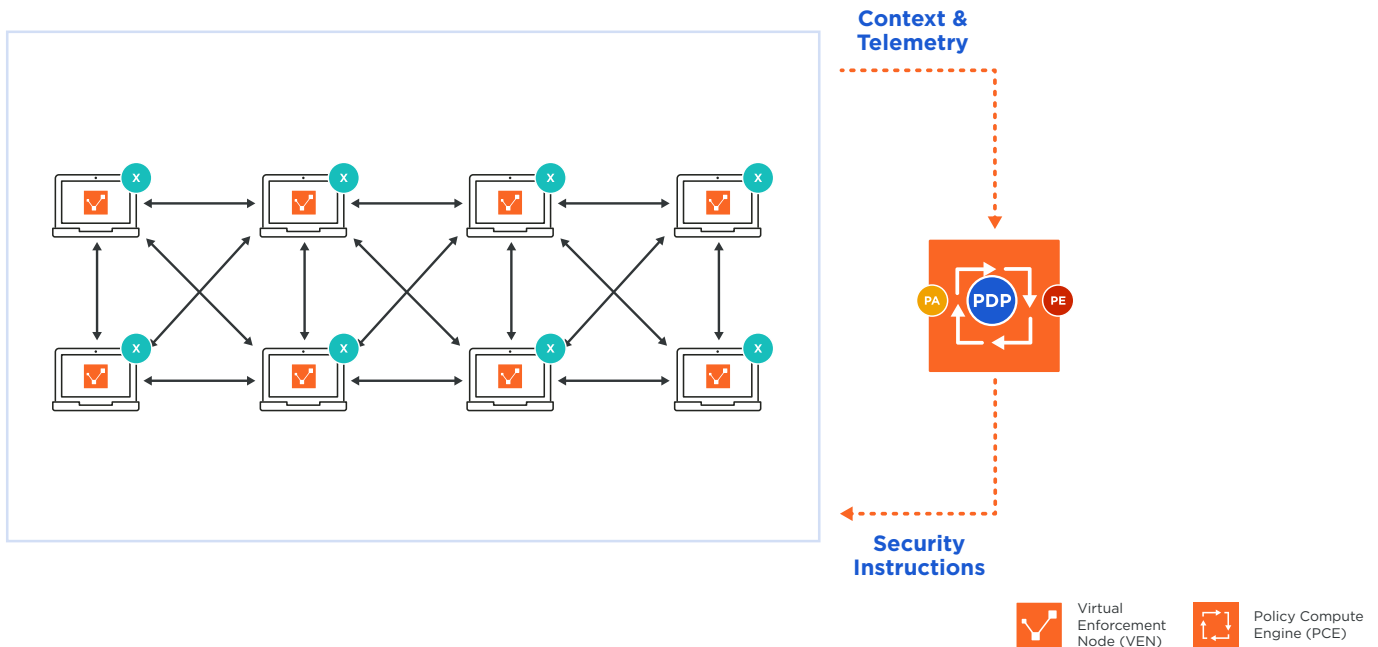 Context &
Telemetry
X
X
X
X
PA
PDP
PE
X
X
X
X
Security
Instructions
Virtual
Enforcement
Node (VEN)
Policy Compute
Engine (PCE)